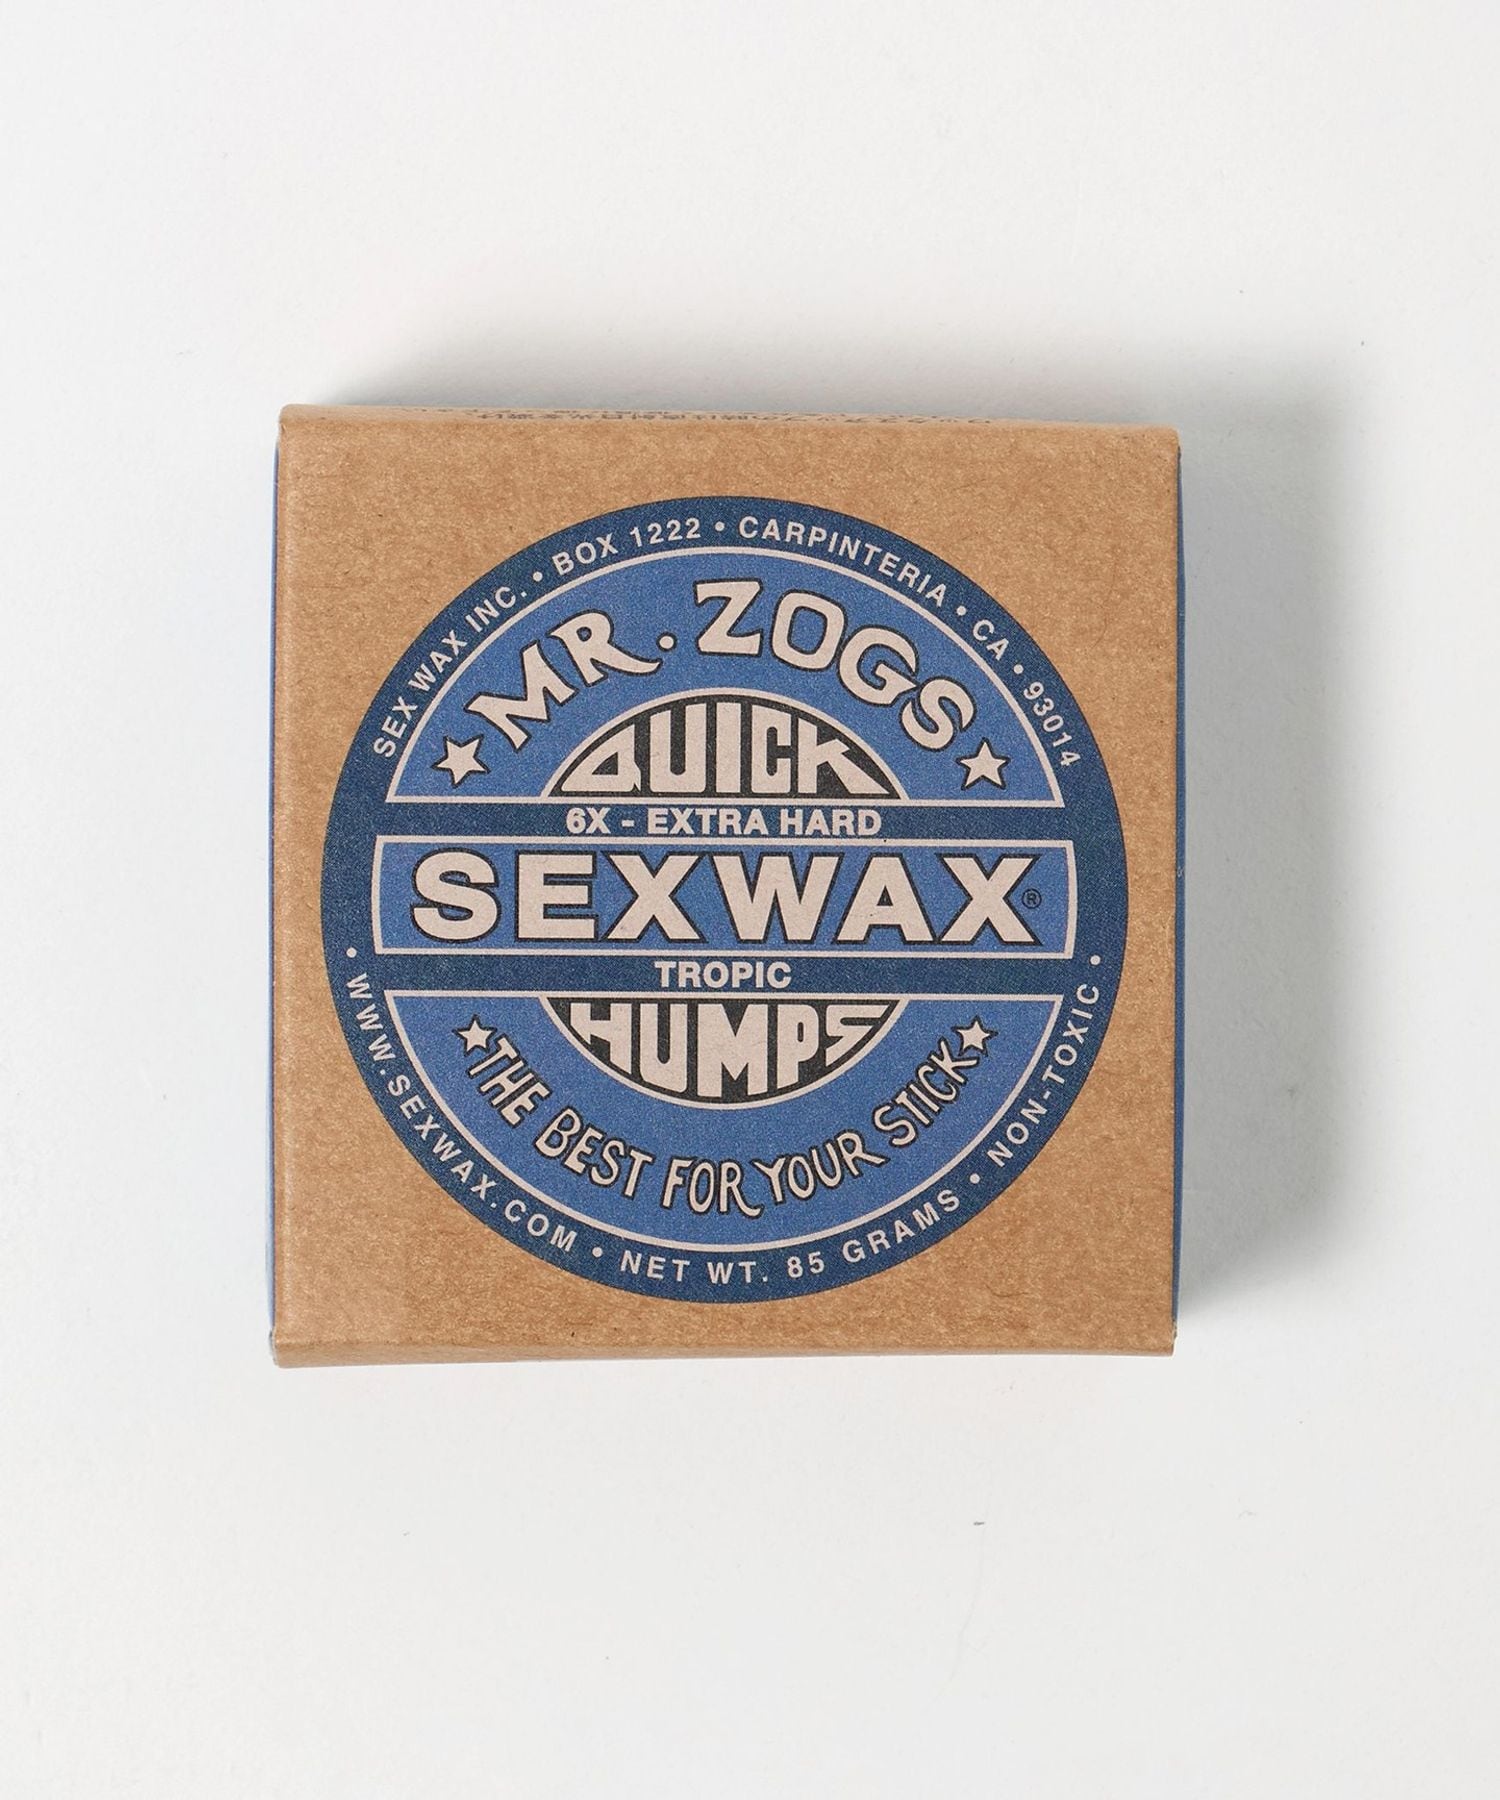 SEX WAX INC. • BOX 1222 • CARPINTERIA • CA • 93014
MR. ZOGS
QUICK
6X - EXTRA HARD
SEXWAX®
TROPIC
HUMPS
THE BEST FOR YOUR STICK
• WWW.SEXWAX.COM • NET WT. 85 GRAMS • NON-TOXIC •